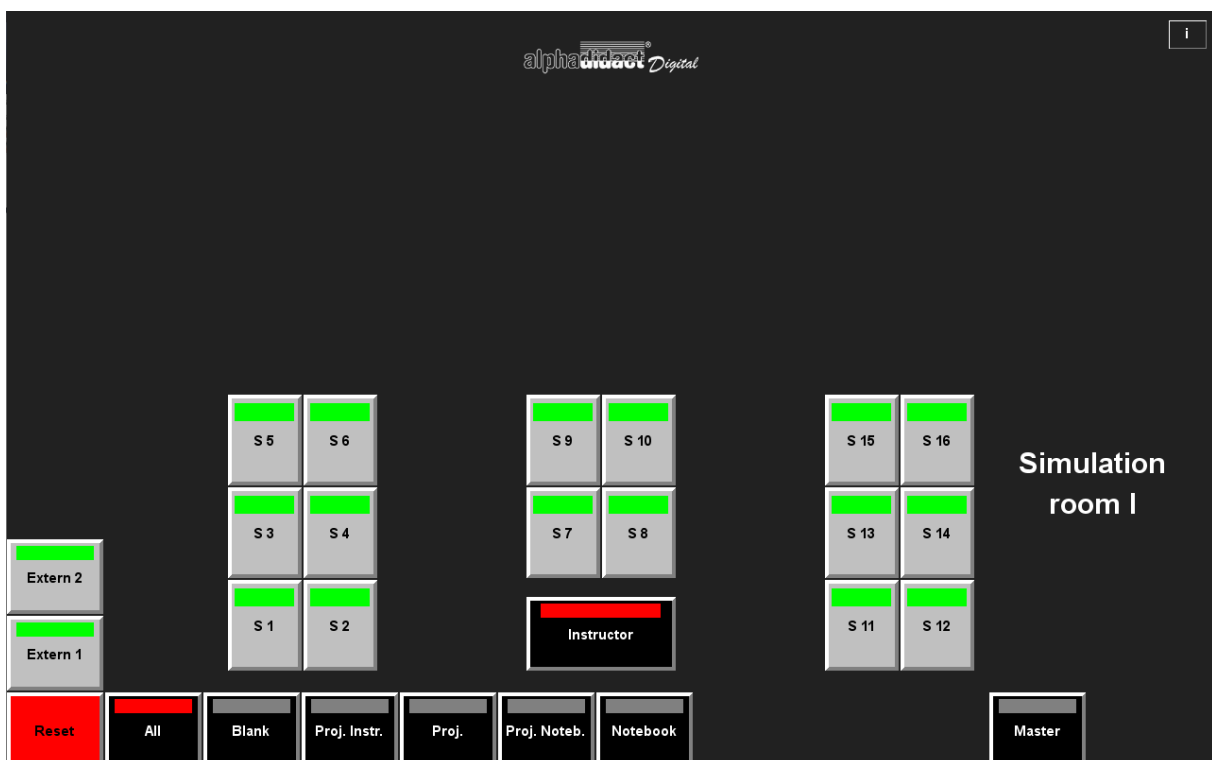 i
alphadidact® Digital
S 5
S 6
S 9
S 10
S 15
S 16
Simulation
room I
S 3
S 4
S 7
S 8
S 13
S 14
Extern 2
S 1
S 2
Instructor
S 11
S 12
Extern 1
Reset
All
Blank
Proj. Instr.
Proj.
Proj. Noteb.
Notebook
Master